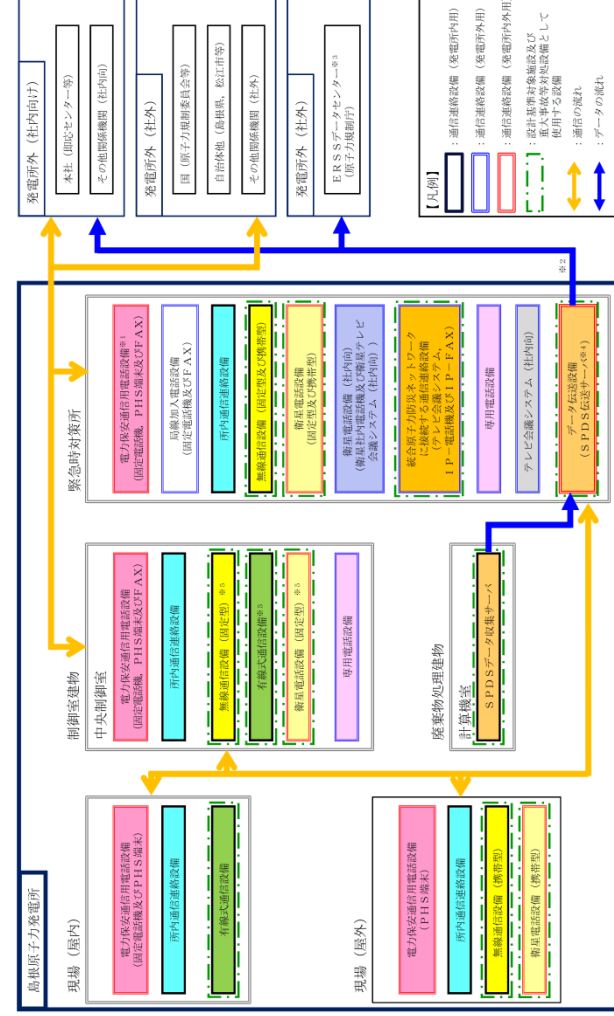 島根原子力発電所
現場（屋内）
電力保安通信用電話設備
（固定電話機及びPHS端末）
所内通信連絡設備
有線式通信設備
現場（屋外）
電力保安通信用電話設備
（PHS端末）
所内通信連絡設備
無線通信設備（携帯型）
衛星電話設備（携帯型）
制御室建物
中央制御室
電力保安通信用電話設備
（固定電話機，PHS端末及びFAX）
所内通信連絡設備
無線通信設備（固定型）※5
有線式通信設備※5
衛星電話設備（固定型）※5
専用電話設備
廃棄物処理建物
計算機室
SPDSデータ収集サーバ
緊急時対策所
電力保安通信用電話設備※1
（固定電話機，PHS端末及びFAX）
局線加入電話設備
（固定電話機及びFAX）
所内通信連絡設備
無線通信設備（固定型及び携帯型）
衛星電話設備
（固定型及び携帯型）
衛星電話設備（社内向）
（衛星社内電話機及び衛星テレビ
会議システム（社内向））
統合原子力防災ネットワーク
に接続する通信連絡設備
（テレビ会議システム，
IP－電話機及びIP－FAX）
専用電話設備
テレビ会議システム（社内向）
データ伝送設備
（SPDS伝送サーバ※4）
※2
発電所外（社内向け）
本社（即応センター等）
その他関係機関（社内向）
発電所外（社外）
国（原子力規制委員会等）
自治体他（島根県，松江市等）
その他関係機関（社外）
発電所外（社外）
ERSSデータセンター※3
（原子力規制庁）
【凡例】
：通信連絡設備（発電所内用）
：通信連絡設備（発電所外用）
：通信連絡設備（発電所内外用）
：設計基準対象施設及び
重大事故等対処設備として
使用する設備
：通信の流れ
：データの流れ